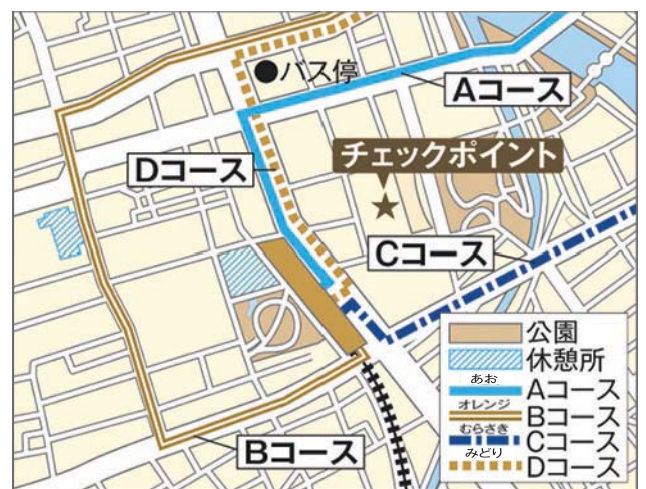 バス停
Aコース
チェックポイント
Dコース
Cコース
Bコース
公園
休憩所
あお
Aコース
オレンジ
Bコース
むらさき
Cコース
みどり
Dコース